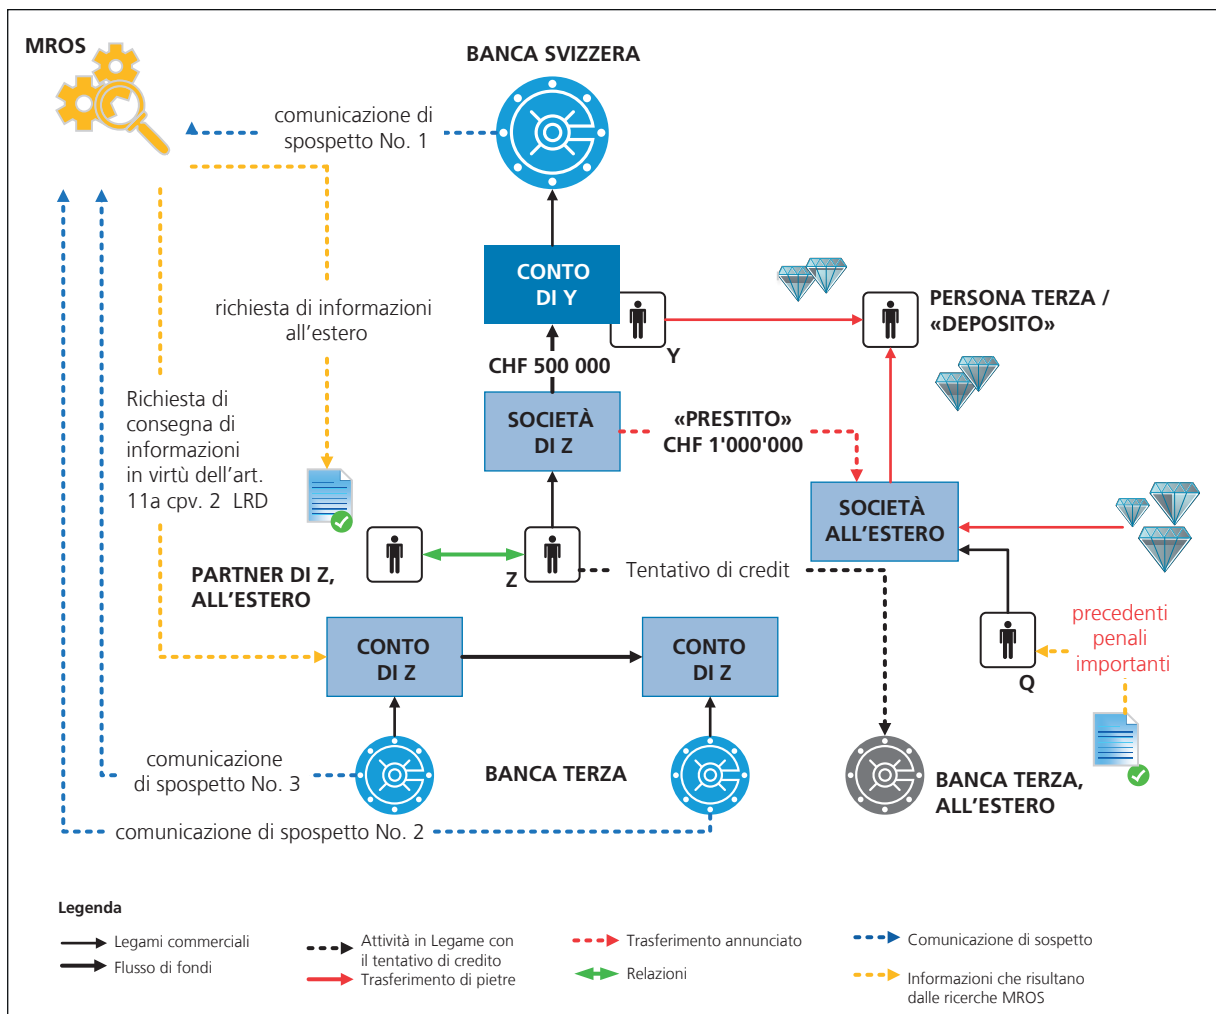 MROS
BANCA SVIZZERA
comunicazione di
spospetto No. 1
CONTO
DI Y
richiesta di informazioni
all'estero
PERSONA TERZA /
«DEPOSITO»
Y
CHF 500 000
Richiesta di
consegna di
informazioni
in virtù dell'art.
11a cpv. 2 LRD
SOCIETÀ
DI Z
«PRESTITO»
CHF 1'000'000
SOCIETÀ
ALL'ESTERO
PARTNER DI Z,
ALL'ESTERO
Z
Tentativo di credit
precedenti
penali
importanti
Q
CONTO
DI Z
CONTO
DI Z
comunicazione
di spospetto No. 3
BANCA TERZA
BANCA TERZA,
ALL'ESTERO
comunicazione di spospetto No. 2
Legenda
Legami commerciali
Flusso di fondi
Attività in Legame con
il tentativo di credito
Trasferimento di pietre
Trasferimento annunciato
Relazioni
Comunicazione di sospetto
Informazioni che risultano
dalle ricerche MROS